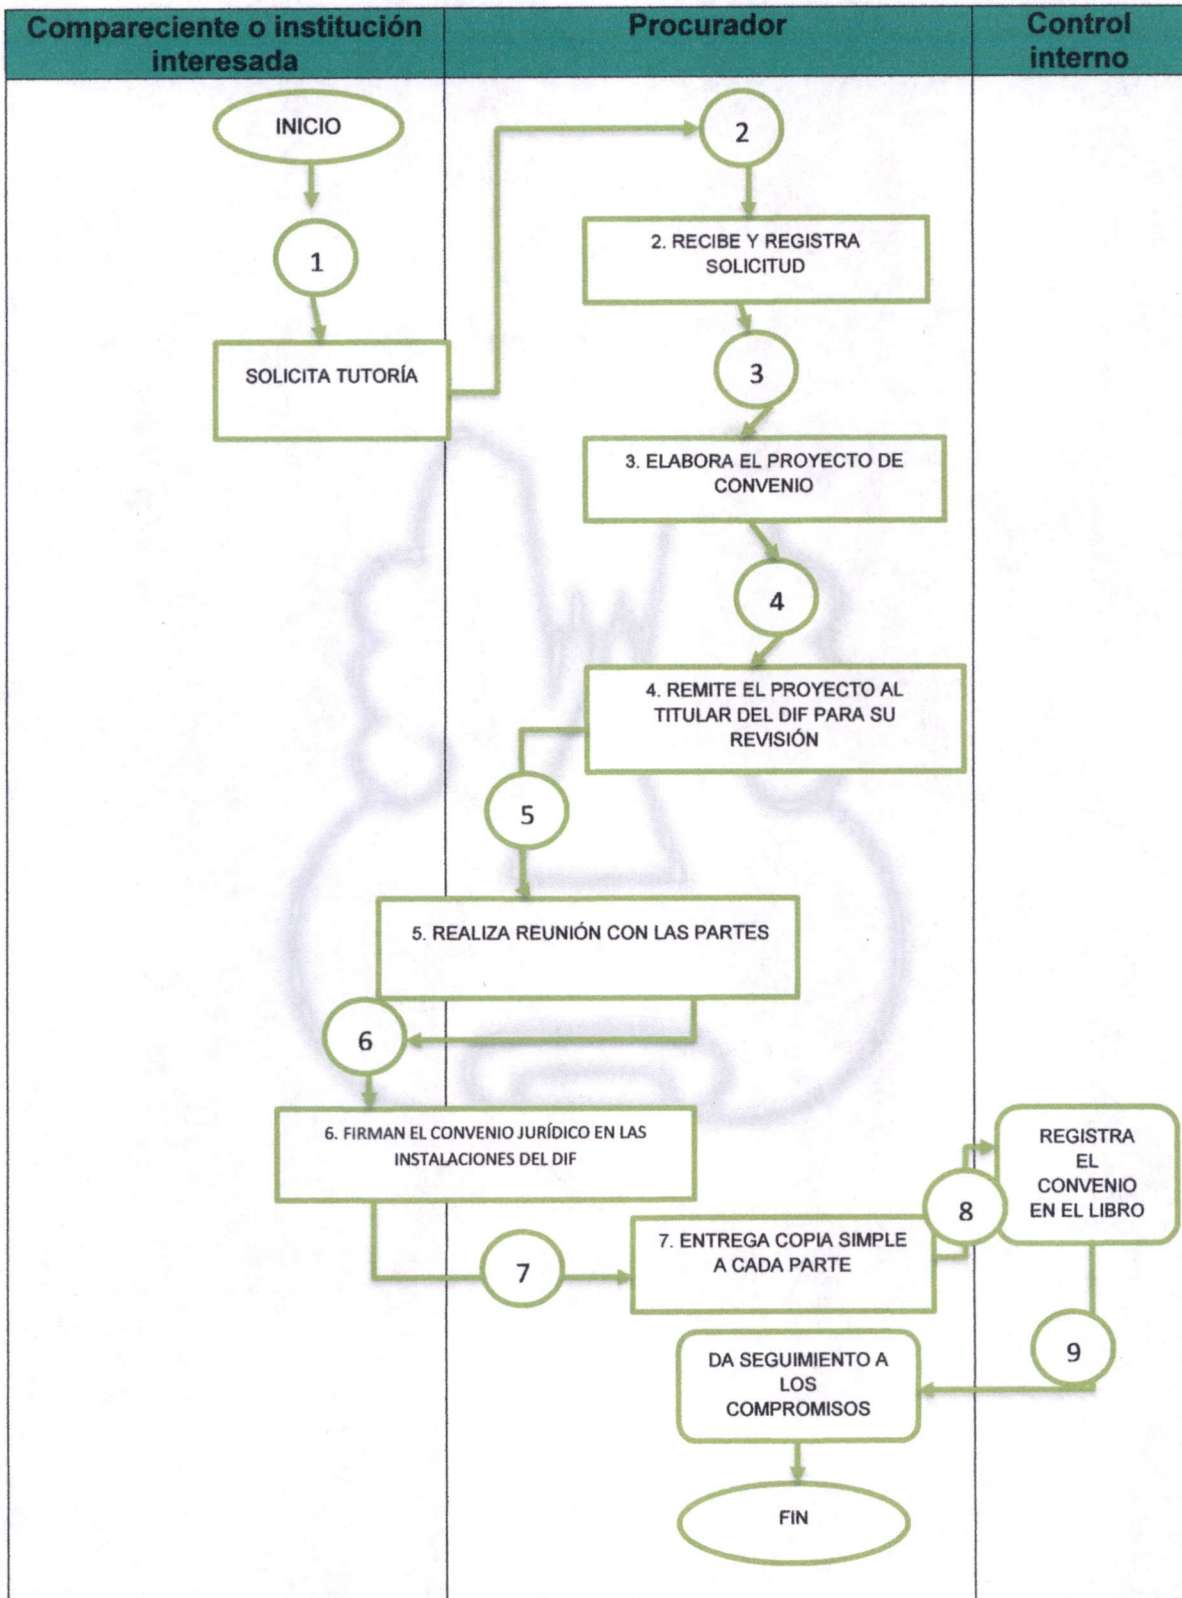 Compareciente o institución
interesada
Procurador
Control
interno
INICIO
2
1
2. RECIBE Y REGISTRA
SOLICITUD
SOLICITA TUTORÍA
3
3. ELABORA EL PROYECTO DE
CONVENIO
4
4. REMITE EL PROYECTO AL
TITULAR DEL DIF PARA SU
REVISIÓN
5
5. REALIZA REUNIÓN CON LAS PARTES
6
6. FIRMAN EL CONVENIO JURÍDICO EN LAS
INSTALACIONES DEL DIF
REGISTRA
EL
CONVENIO
EN EL LIBRO
8
7
7. ENTREGA COPIA SIMPLE
A CADA PARTE
9
DA SEGUIMIENTO A
LOS
COMPROMISOS
FIN